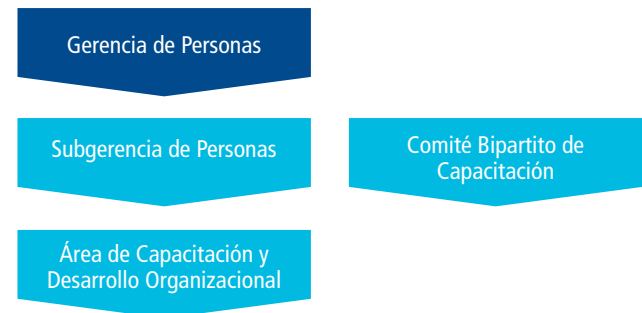 Gerencia de Personas
Subgerencia de Personas
Comité Bipartito de
Capacitación
Área de Capacitación y
Desarrollo Organizacional